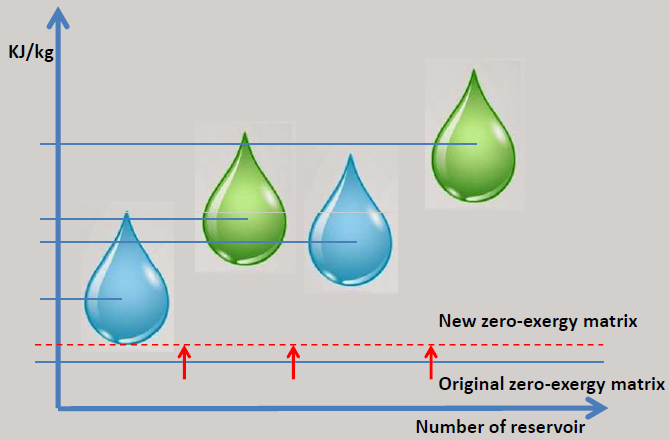 KJ/kg
New zero-exergy matrix
Original zero-exergy matrix
Number of reservoir